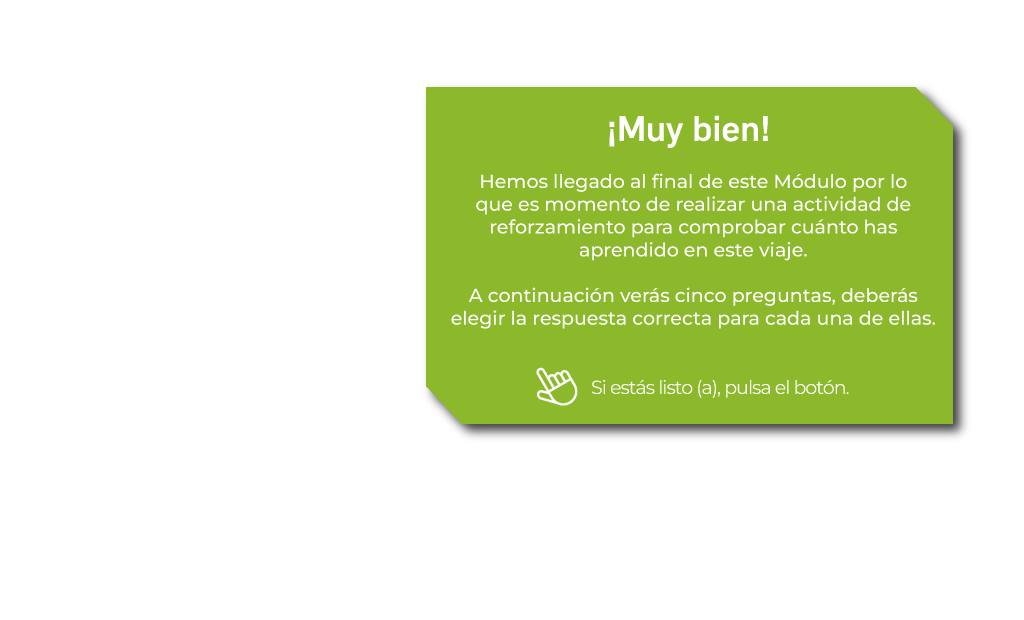 ¡Muy bien!
Hemos llegado al final de este Módulo por lo
que es momento de realizar una actividad de
reforzamiento para comprobar cuánto has
aprendido en este viaje.
A continuación verás cinco preguntas, deberás
elegir la respuesta correcta para cada una de ellas.
Si estás listo (a), pulsa el botón.